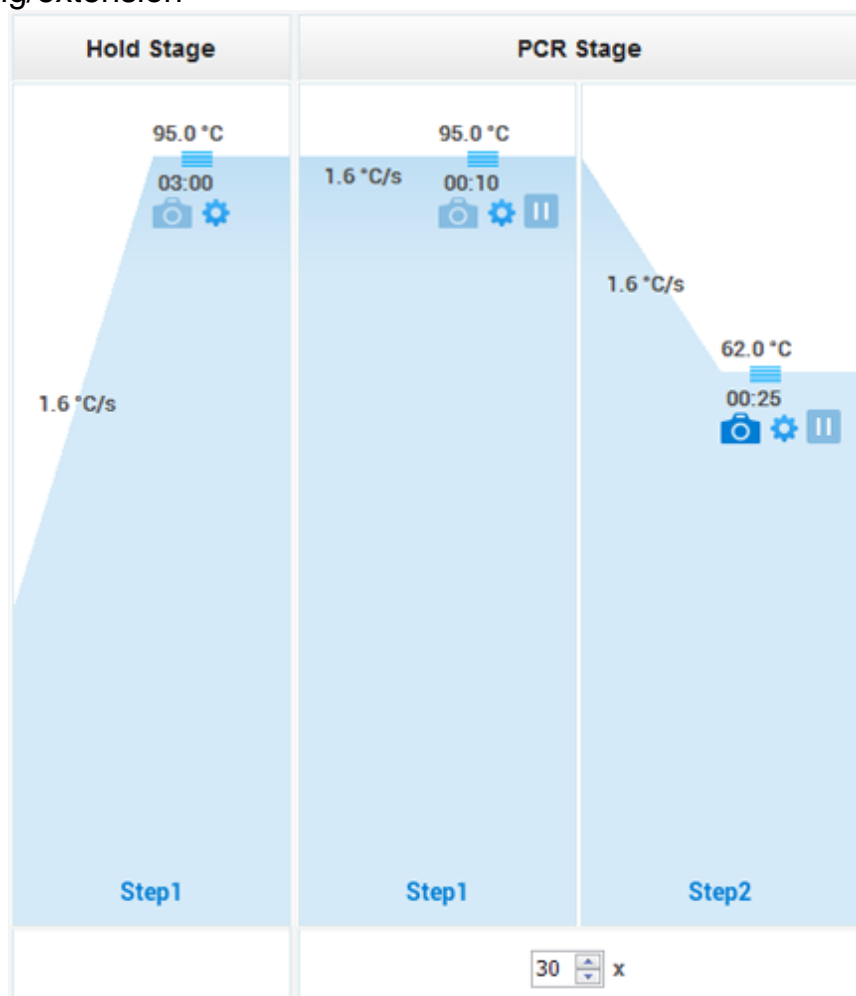 Hold Stage
PCR Stage
95.0 °C
03:00
1.6 °C/s
Step1
1.6 °C/s
95.0 °C
00:10
Step1
1.6 °C/s
62.0 °C
00:25
Step2
30 x